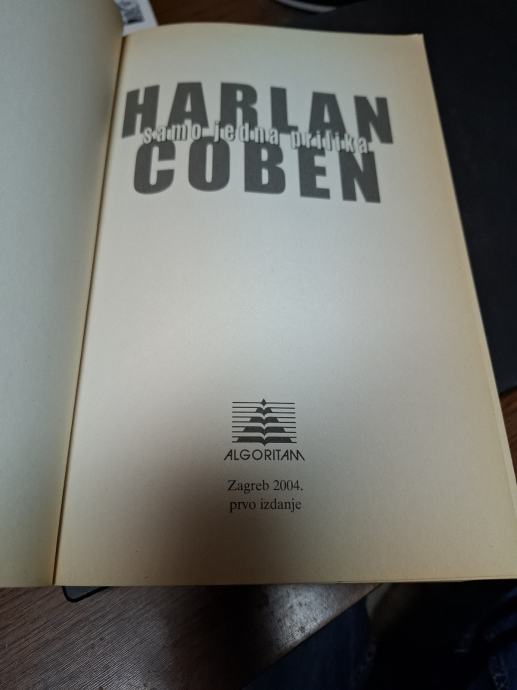 HARLAN
samo jedna prilika
COBEN
ALGORITAM
Zagreb 2004.
prvo izdanje